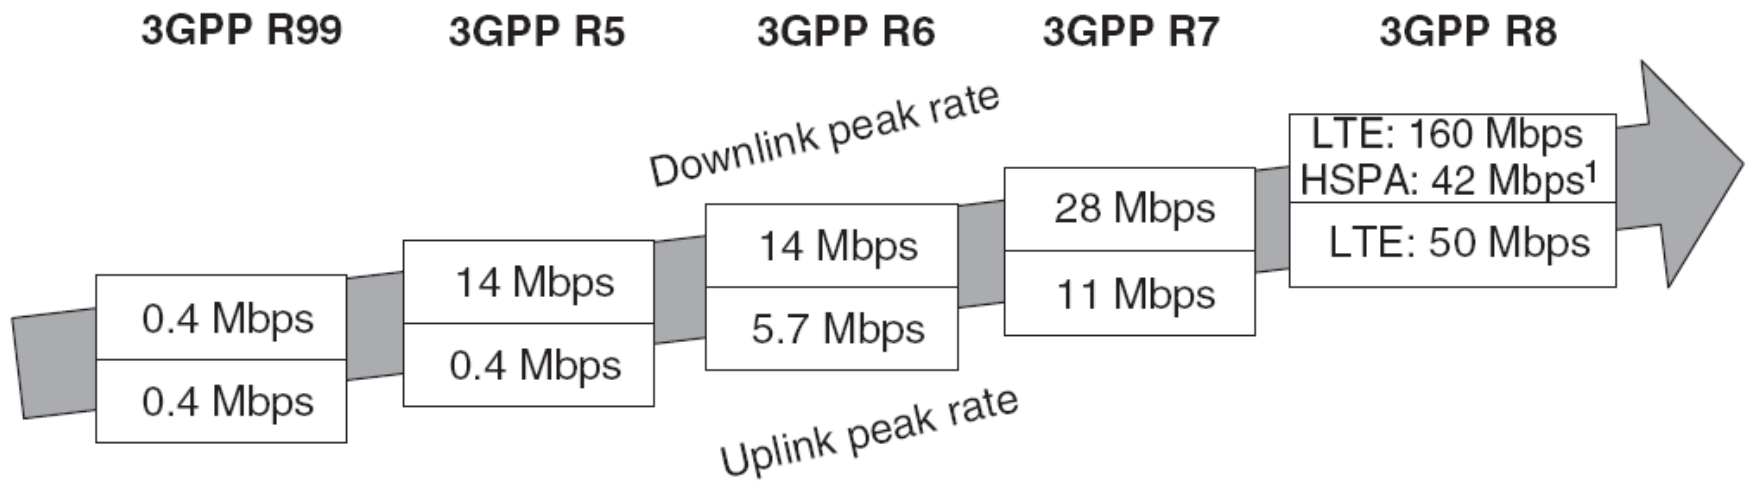 3GPP R99
3GPP R5
3GPP R6
3GPP R7
3GPP R8
Downlink peak rate
0.4 Mbps
0.4 Mbps
14 Mbps
0.4 Mbps
14 Mbps
5.7 Mbps
28 Mbps
11 Mbps
LTE: 160 Mbps
HSPA: 42 Mbps¹
LTE: 50 Mbps
Uplink peak rate